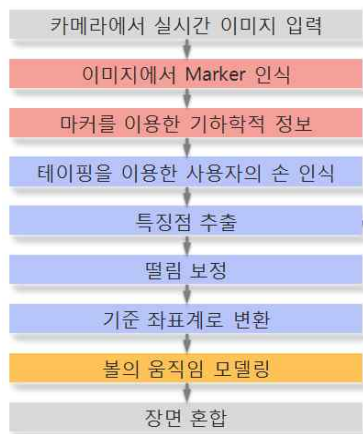 카메라에서 실시간 이미지 입력
이미지에서 Marker 인식
마커를 이용한 기하학적 정보
테이핑을 이용한 사용자의 손 인식
특징점 추출
떨림 보정
기준 좌표계로 변환
볼의 움직임 모델링
장면 혼합